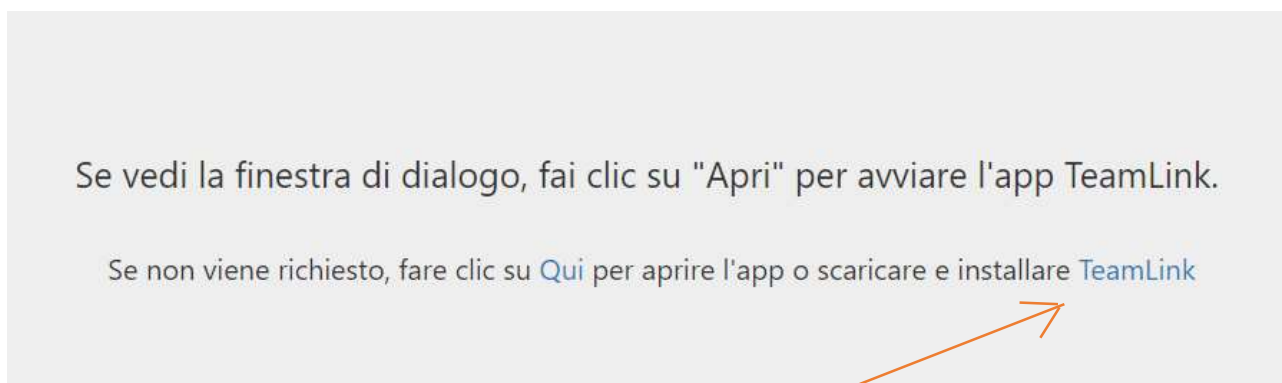 Se vedi la finestra di dialogo, fai clic su "Apri" per avviare l'app TeamLink.
Se non viene richiesto, fare clic su Qui per aprire l'app o scaricare e installare TeamLink